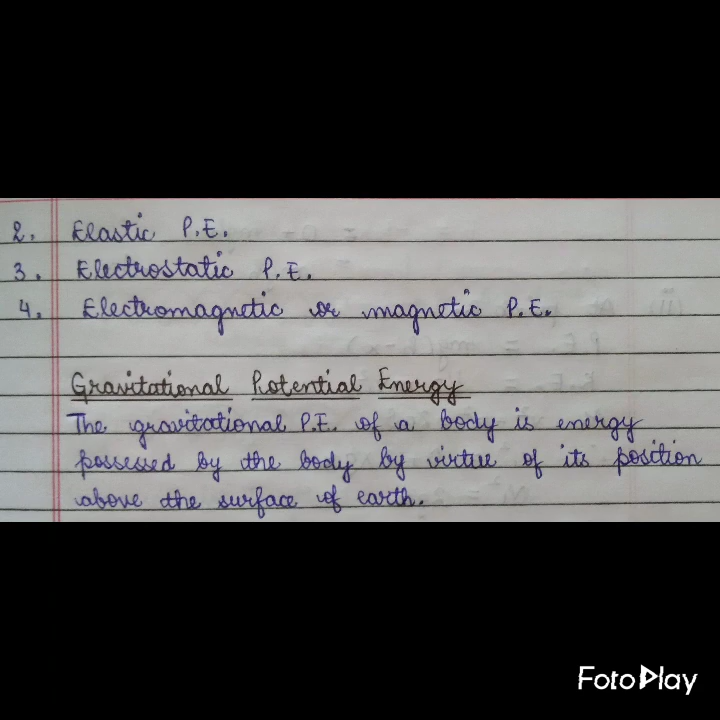 2. Elastic P.E.
3. Electrostatic P.E.
4. Electromagnetic or magnetic P.E.
Gravitational Potential Energy
The gravitational P.E. of a body is energy
possessed by the body by virtue of its position
above the surface of earth.
FotoPlay